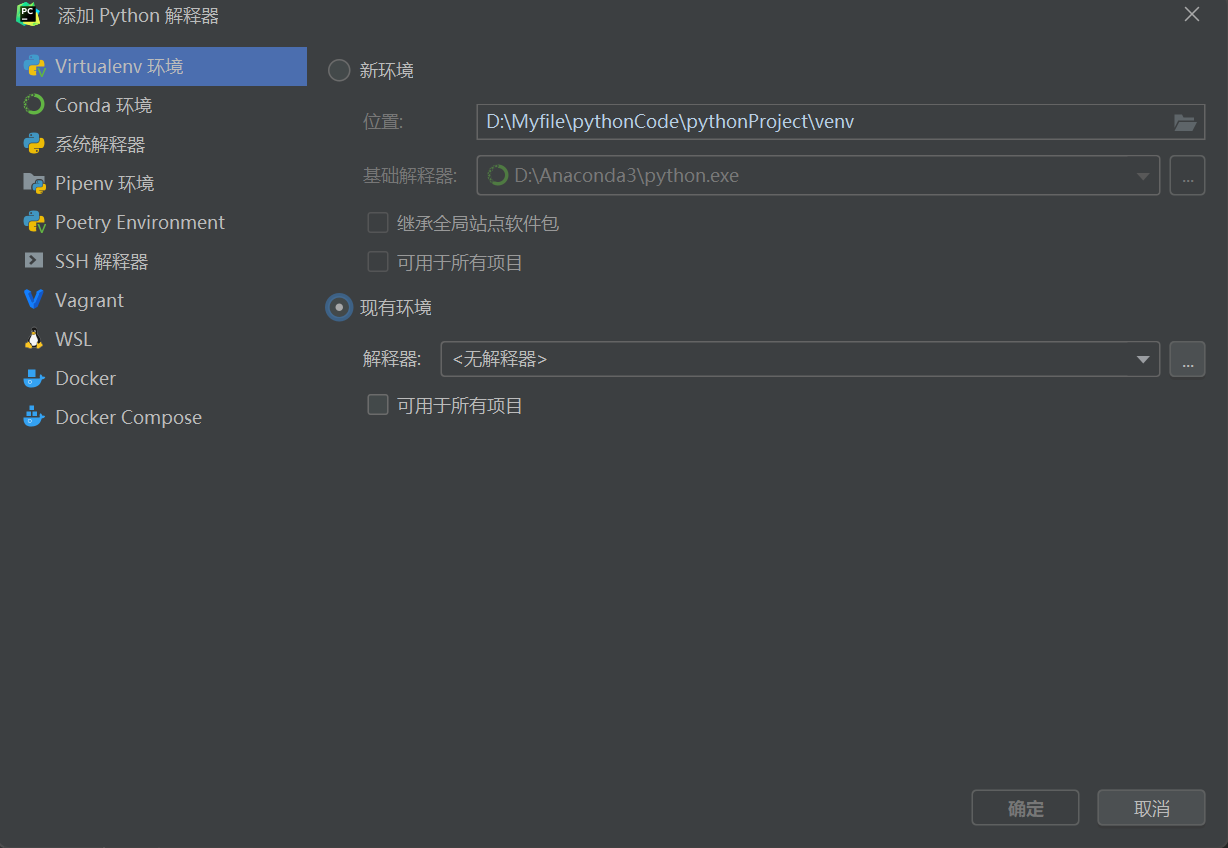 添加 Python 解释器
Virtualenv 环境
Conda 环境
系统解释器
Pipenv 环境
Poetry Environment
SSH 解释器
Vagrant
WSL
Docker
Docker Compose
新环境
位置: D:\Myfile\pythonCode\pythonProject\venv
基础解释器: D:\Anaconda3\python.exe ...
继承全局站点软件包
可用于所有项目
现有环境
解释器: <无解释器> ...
可用于所有项目
确定 取消